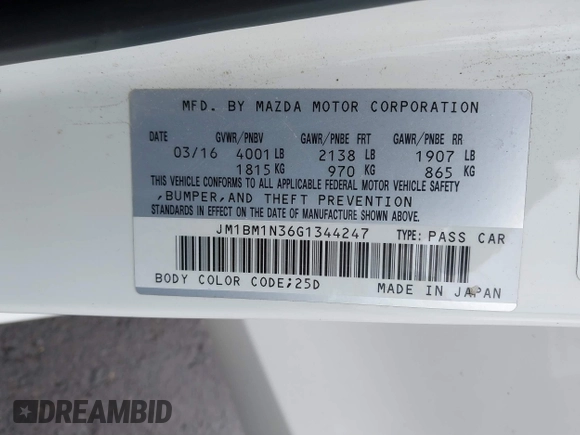 MFD. BY MAZDA MOTOR CORPORATION
DATE GVWR/PNBV GAWR/PNBE FRT GAWR/PNBE RR
03/16 4001 LB 2138 LB 1907 LB
1815 KG 970 KG 865 KG
THIS VEHICLE CONFORMS TO ALL APPLICABLE FEDERAL MOTOR VEHICLE SAFETY
,BUMPER,AND THEFT PREVENTION
STANDARDS IN EFFECT ON THE DATE OF MANUFACTURE SHOWN ABOVE.
JM1BM1N36G1344247 TYPE: PASS CAR
BODY COLOR CODE;25D MADE IN JAPAN
DREAMBID